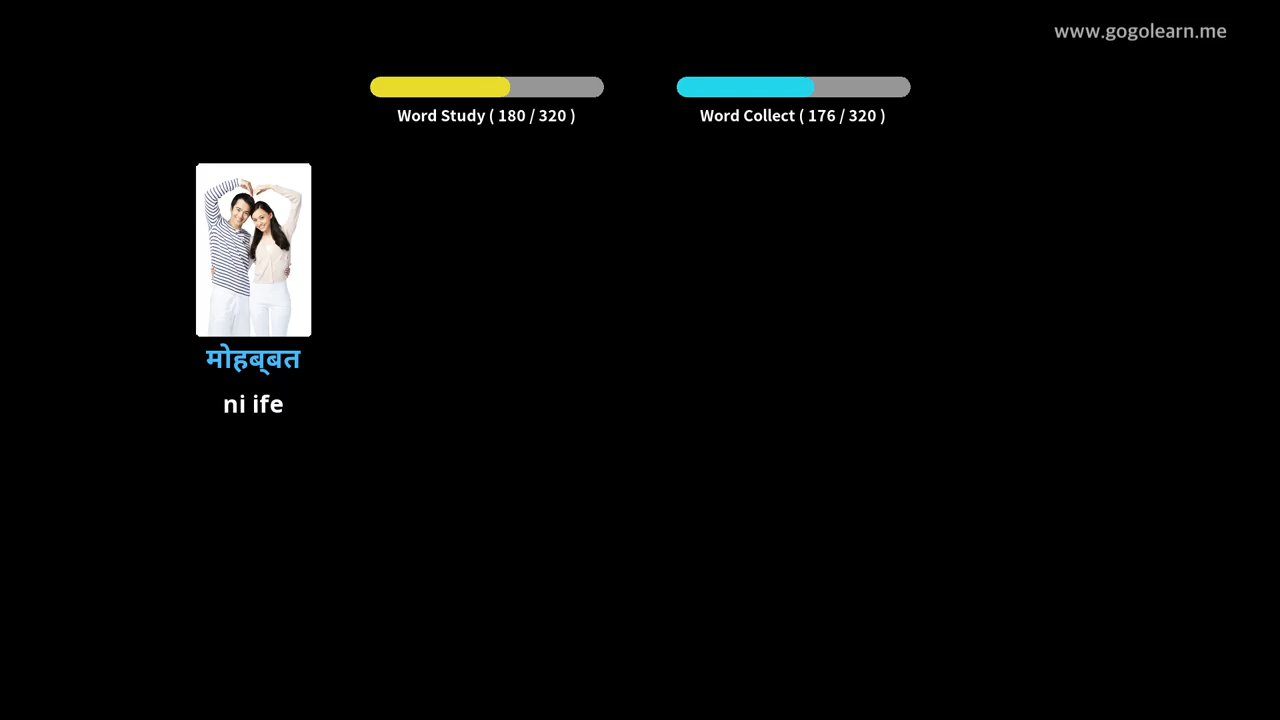 www.gogolearn.me
Word Study ( 180 / 320 )
Word Collect ( 176 / 320 )
मोहब्बत
ni ife